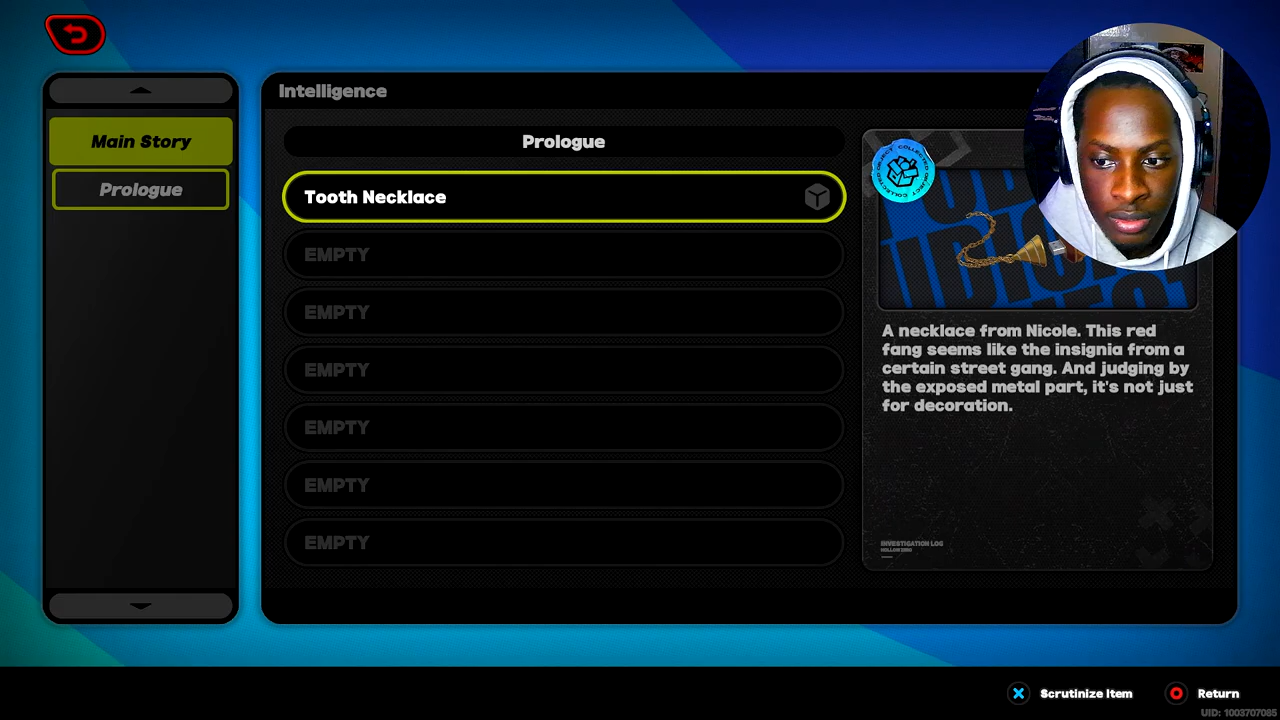 Intelligence
Main Story
Prologue
Prologue
Tooth Necklace
EMPTY
EMPTY
EMPTY
EMPTY
EMPTY
EMPTY
A necklace from Nicole. This red
fang seems like the insignia from a
certain street gang. And judging by
the exposed metal part, it's not just
for decoration.
INVESTIGATION LOG
HOLLOW ZERO
Scrutinize Item
Return
UID: 1003707085